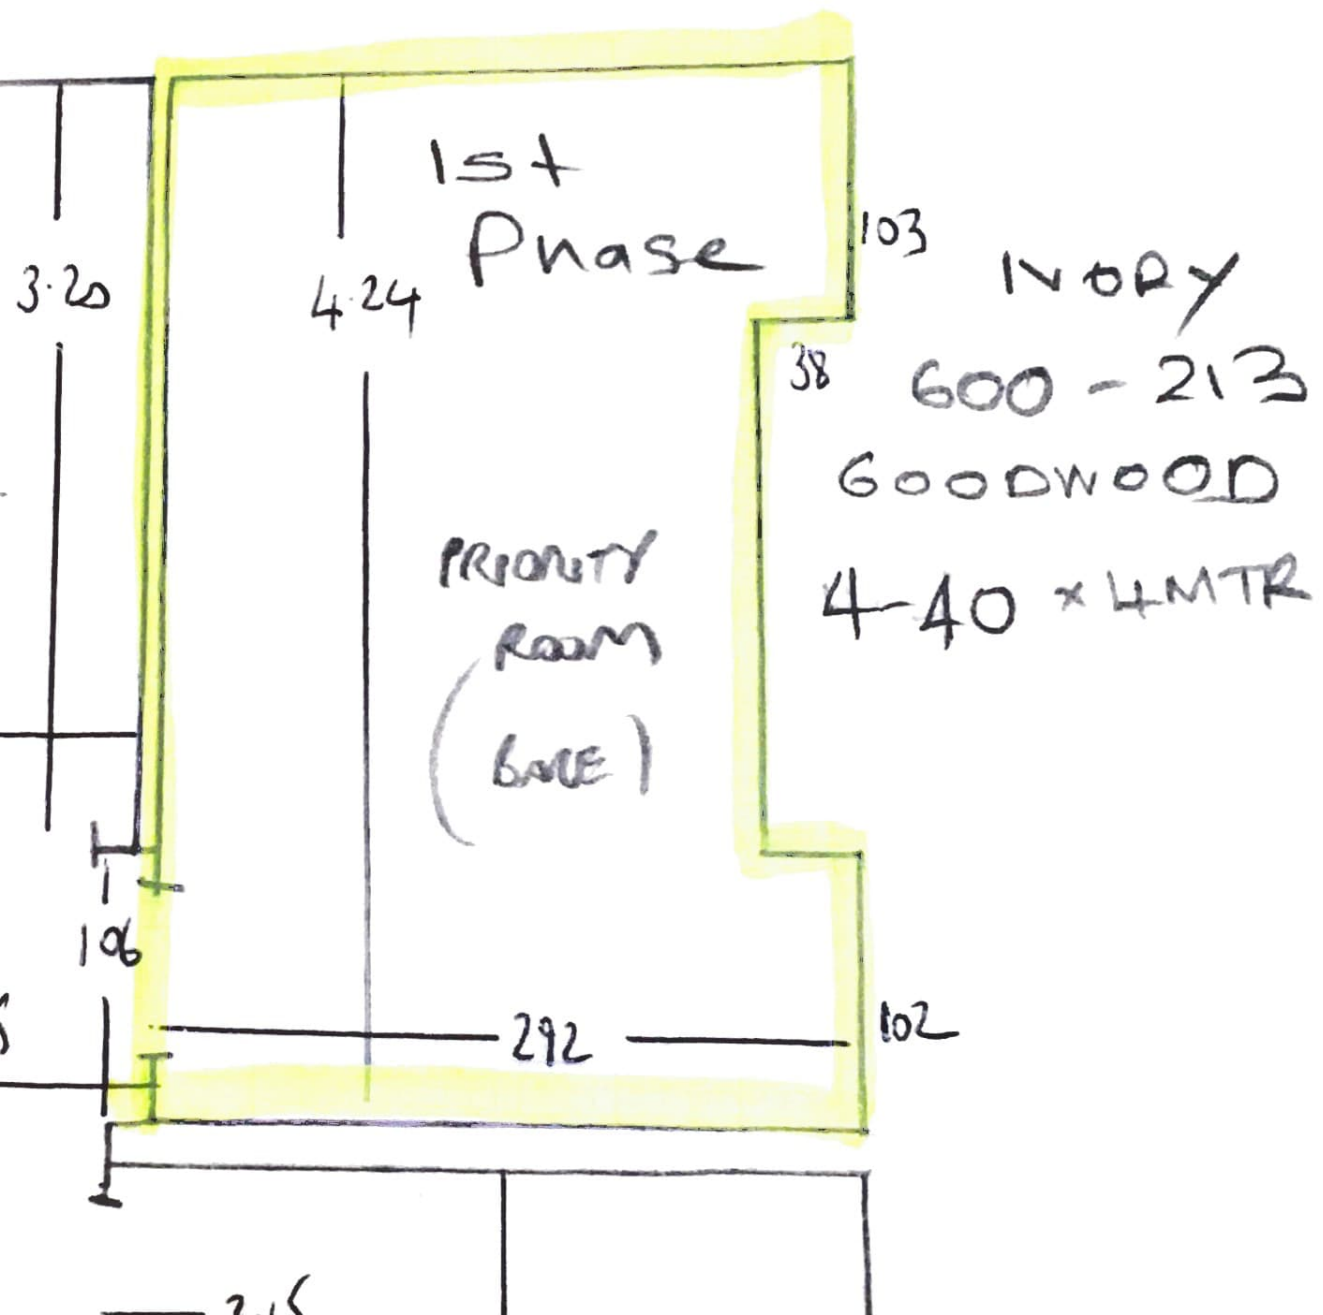 1st
Phase
103
3.20
4.24
IVORY
38
600 - 213
GOODWOOD
PRIORITY
4-40 x 4MTR
ROOM
106
292
102